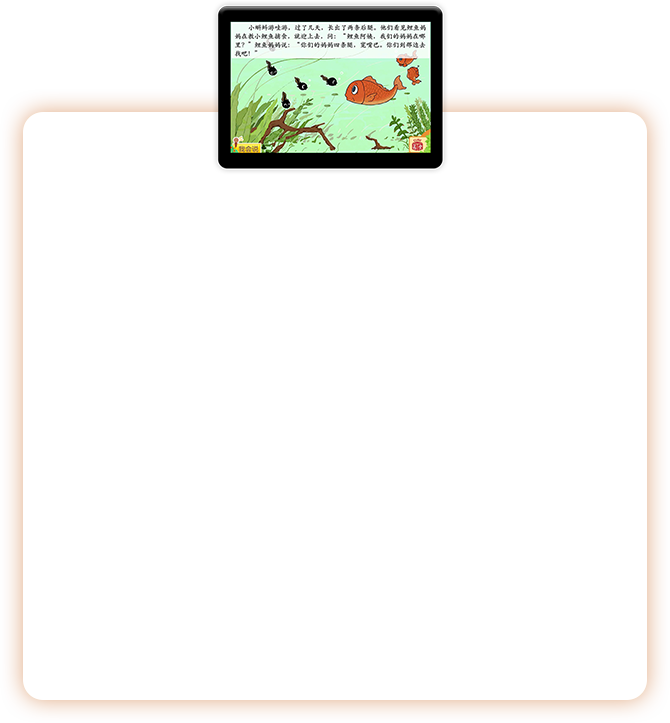 小蝌蚪游哇游，过了几天，长出了两条后腿。他们看见鲤鱼妈
妈在教小鲤鱼捕食，就迎上去，问：“鲤鱼阿姨，我们的妈妈在哪
里？”鲤鱼妈妈说：“你们的妈妈四条腿，宽嘴巴。你们到那边去
找吧！”
我会说